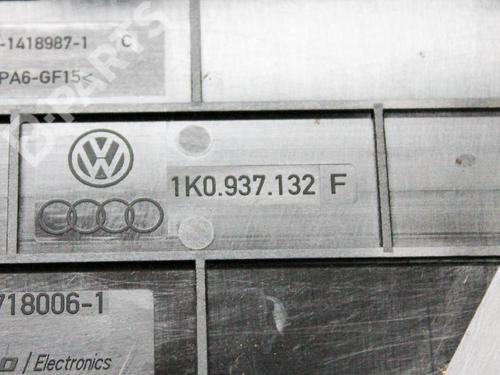 -1418987-1 C
PA6-GF15<
1K0.937.132 F
718006-1
/Electronics